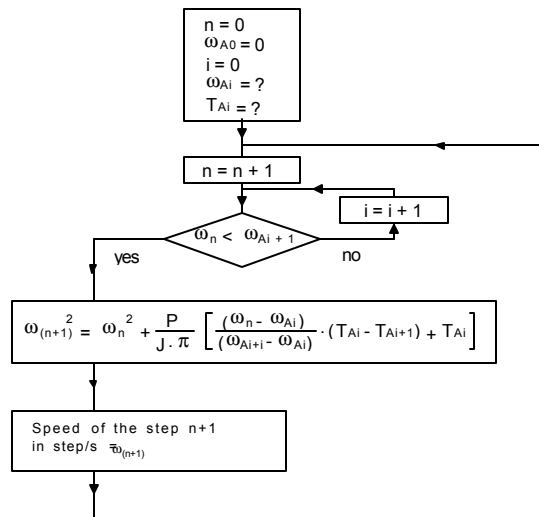 n = 0
ωA0 = 0
i = 0
ωAi = ?
TAi = ?
n = n + 1
i = i + 1
ωn < ωAi + 1
yes
no
ω(n+1)² = ωn² + P/(J . π) [ (ωn - ωAi)/(ωAi+i - ωAi) · (TAi - TAi+1) + TAi ]
Speed of the step n+1
in step/s = ω(n+1)